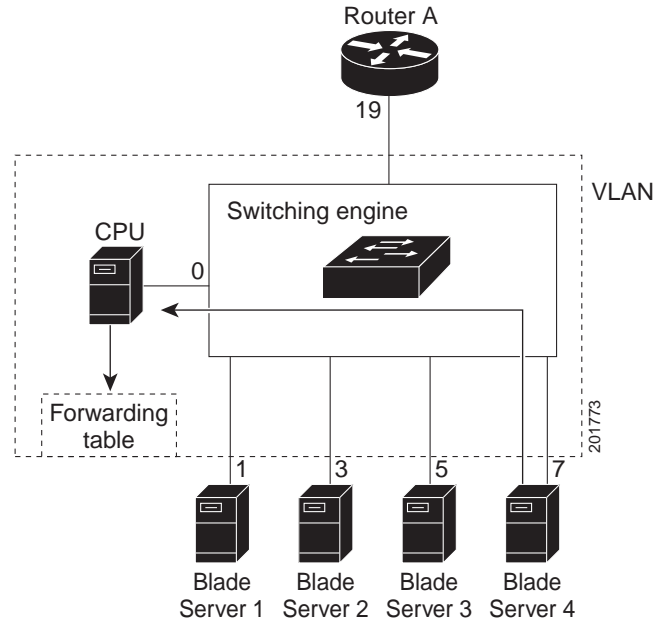 Router A
19
VLAN
Switching engine
CPU
0
Forwarding
table
201773
1
3
5
7
Blade
Server 1
Blade
Server 2
Blade
Server 3
Blade
Server 4